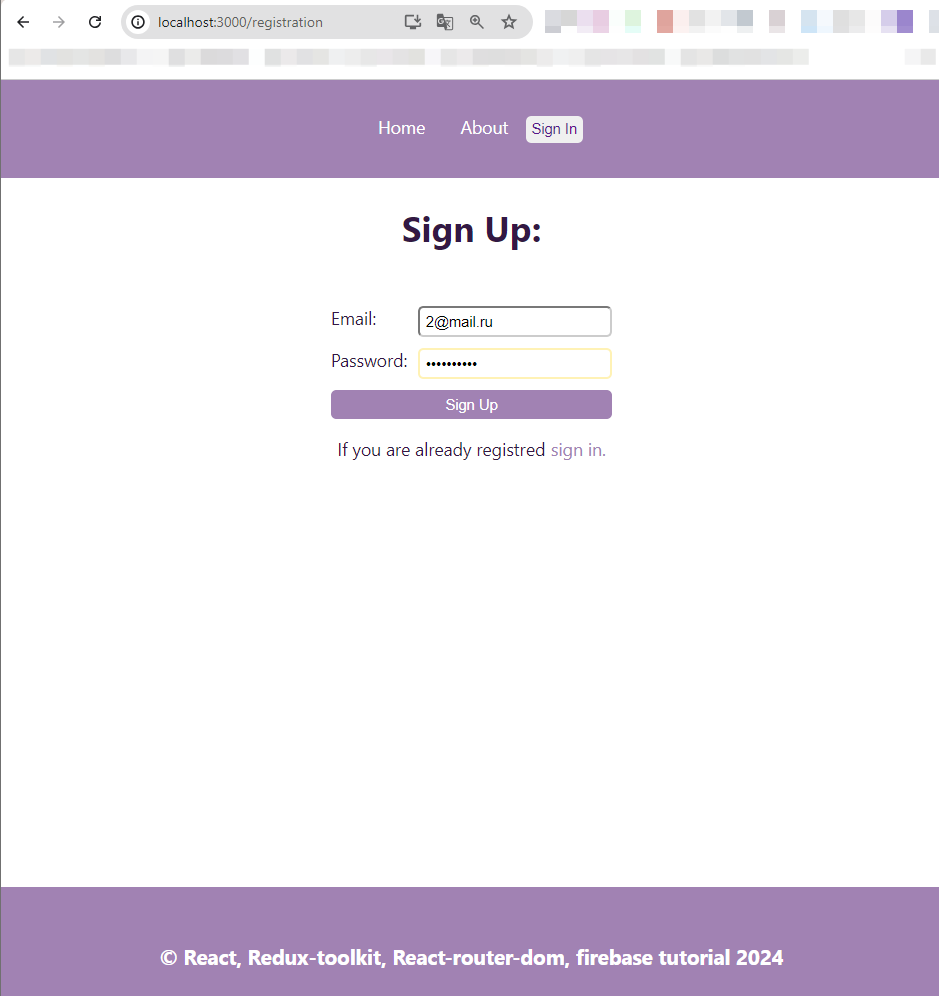 localhost:3000/registration
Home About Sign In
Sign Up:
Email: 2@mail.ru
Password: ••••••••••
Sign Up
If you are already registred sign in.
© React, Redux-toolkit, React-router-dom, firebase tutorial 2024